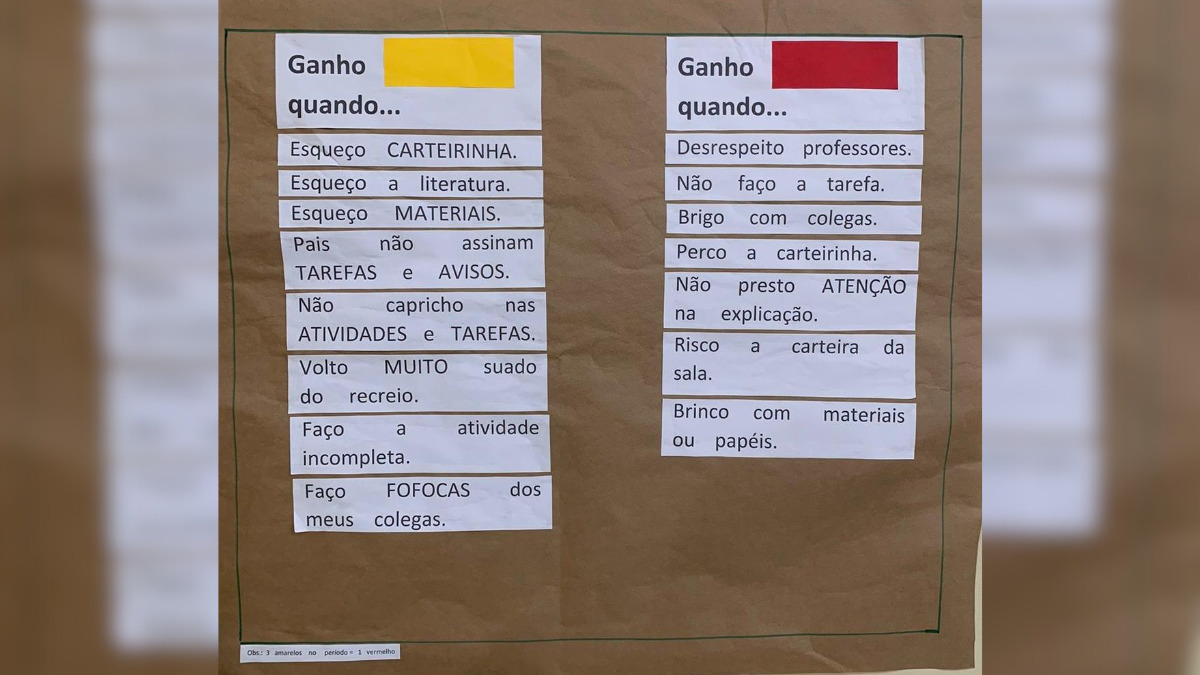 Ganho
quando...
Esqueço CARTEIRINHA.
Esqueço a literatura.
Esqueço MATERIAIS.
Pais não assinam
TAREFAS e AVISOS.
Não capricho nas
ATIVIDADES e TAREFAS.
Volto MUITO suado
do recreio.
Faço a atividade
incompleta.
Faço FOFOCAS dos
meus colegas.
Ganho
quando...
Desrespeito professores.
Não faço a tarefa.
Brigo com colegas.
Perco a carteirinha.
Não presto ATENÇÃO
na explicação.
Risco a carteira da
sala.
Brinco com materiais
ou papéis.
Obs.: 3 amarelos no período = 1 vermelho